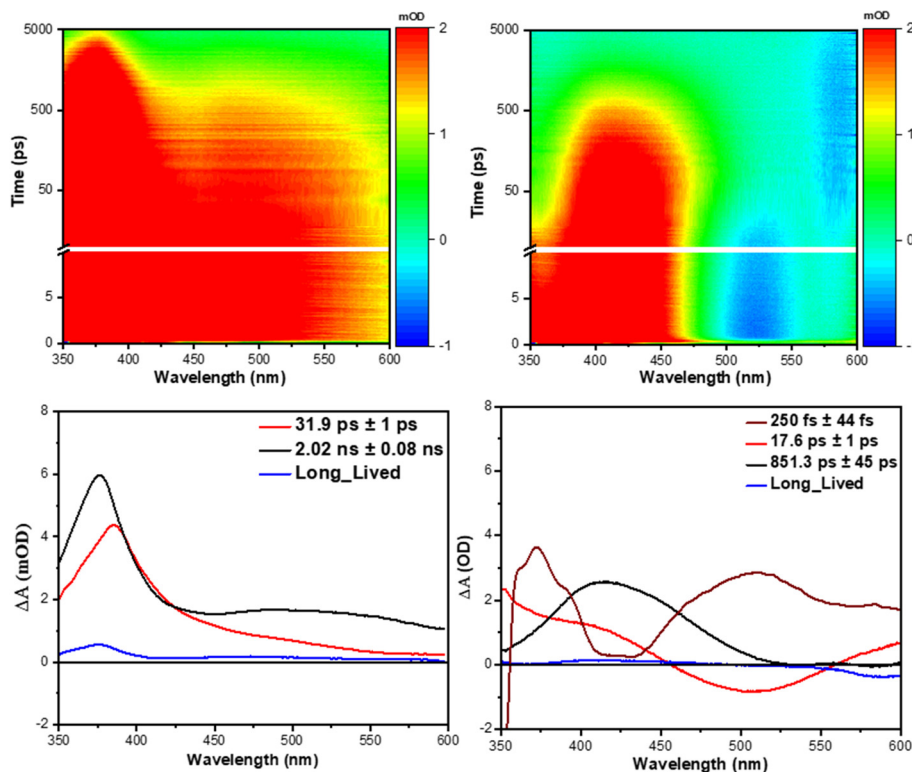 mOD
5000
500
50
5
0
Time (ps)
350 400 450 500 550 600
Wavelength (nm)
2
1
0
-1
mOD
5000
500
50
5
0
Time (ps)
350 400 450 500 550 600
Wavelength (nm)
2
1
0
-1
8
6
4
2
0
-2
ΔA (mOD)
31.9 ps ± 1 ps
2.02 ns ± 0.08 ns
Long_Lived
350 400 450 500 550 600
Wavelength (nm)
8
6
4
2
0
-2
ΔA (OD)
250 fs ± 44 fs
17.6 ps ± 1 ps
851.3 ps ± 45 ps
Long_Lived
350 400 450 500 550 600
Wavelength (nm)